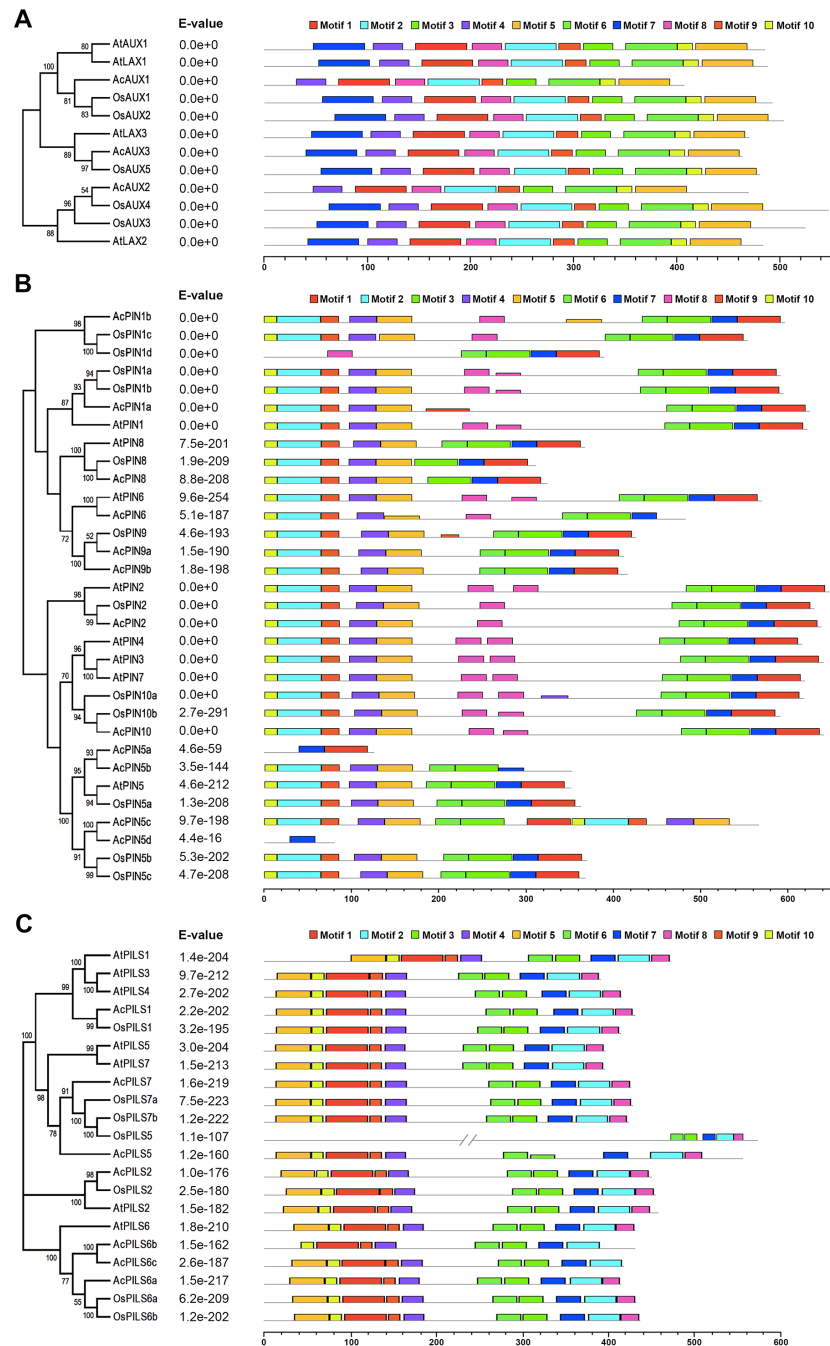 A
E-value
Motif 1 Motif 2 Motif 3 Motif 4 Motif 5 Motif 6 Motif 7 Motif 8 Motif 9 Motif 10
AtAUX1 0.0e+0
80
AtLAX1 0.0e+0
100
AcAUX1 0.0e+0
81
OsAUX1 0.0e+0
83
OsAUX2 0.0e+0
AtLAX3 0.0e+0
89
AcAUX3 0.0e+0
97
OsAUX5 0.0e+0
54
AcAUX2 0.0e+0
96
OsAUX4 0.0e+0
OsAUX3 0.0e+0
88
AtLAX2 0.0e+0
0 100 200 300 400 500
B
E-value
Motif 1 Motif 2 Motif 3 Motif 4 Motif 5 Motif 6 Motif 7 Motif 8 Motif 9 Motif 10
AcPIN1b 0.0e+0
98
OsPIN1c 0.0e+0
100
OsPIN1d 0.0e+0
94
OsPIN1a 0.0e+0
93
OsPIN1b 0.0e+0
87
AcPIN1a 0.0e+0
AtPIN1 0.0e+0
AtPIN8 7.5e-201
100
OsPIN8 1.9e-209
100
AcPIN8 8.8e-208
100
AtPIN6 9.6e-254
AcPIN6 5.1e-187
72
52
OsPIN9 4.6e-193
AcPIN9a 1.5e-190
100
AcPIN9b 1.8e-198
AtPIN2 0.0e+0
98
OsPIN2 0.0e+0
99
AcPIN2 0.0e+0
AtPIN4 0.0e+0
96
AtPIN3 0.0e+0
100
AtPIN7 0.0e+0
70
OsPIN10a 0.0e+0
94
OsPIN10b 2.7e-291
AcPIN10 0.0e+0
AcPIN5a 4.6e-59
93
AcPIN5b 3.5e-144
95
AtPIN5 4.6e-212
94
OsPIN5a 1.3e-208
100
AcPIN5c 9.7e-198
100
AcPIN5d 4.4e-16
91
OsPIN5b 5.3e-202
99
OsPIN5c 4.7e-208
0 100 200 300 400 500 600
C
E-value
Motif 1 Motif 2 Motif 3 Motif 4 Motif 5 Motif 6 Motif 7 Motif 8 Motif 9 Motif 10
AtPILS1 1.4e-204
100
AtPILS3 9.7e-212
99
100
AtPILS4 2.7e-202
AcPILS1 2.2e-202
99
OsPILS1 3.2e-195
100
AtPILS5 3.0e-204
99
AtPILS7 1.5e-213
AcPILS7 1.6e-219
91
OsPILS7a 7.5e-223
98
100
OsPILS7b 1.2e-222
78
100
OsPILS5 1.1e-107
AcPILS5 1.2e-160
AcPILS2 1.0e-176
98
OsPILS2 2.5e-180
100
AtPILS2 1.5e-182
AtPILS6 1.8e-210
AcPILS6b 1.5e-162
100
100
AcPILS6c 2.6e-187
77
AcPILS6a 1.5e-217
55
OsPILS6a 6.2e-209
100
OsPILS6b 1.2e-202
0 100 200 300 400 500 600